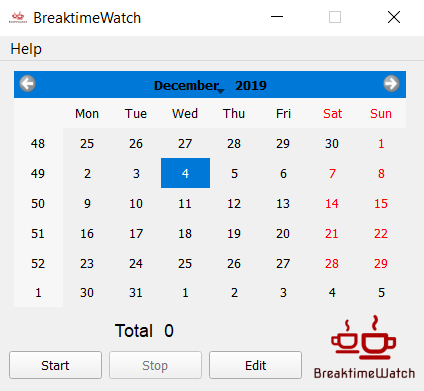 BreaktimeWatch
Help
December 2019
Mon Tue Wed Thu Fri Sat Sun
48 25 26 27 28 29 30 1
49 2 3 4 5 6 7 8
50 9 10 11 12 13 14 15
51 16 17 18 19 20 21 22
52 23 24 25 26 27 28 29
1 30 31 1 2 3 4 5
Total 0
Start Stop Edit
BreaktimeWatch